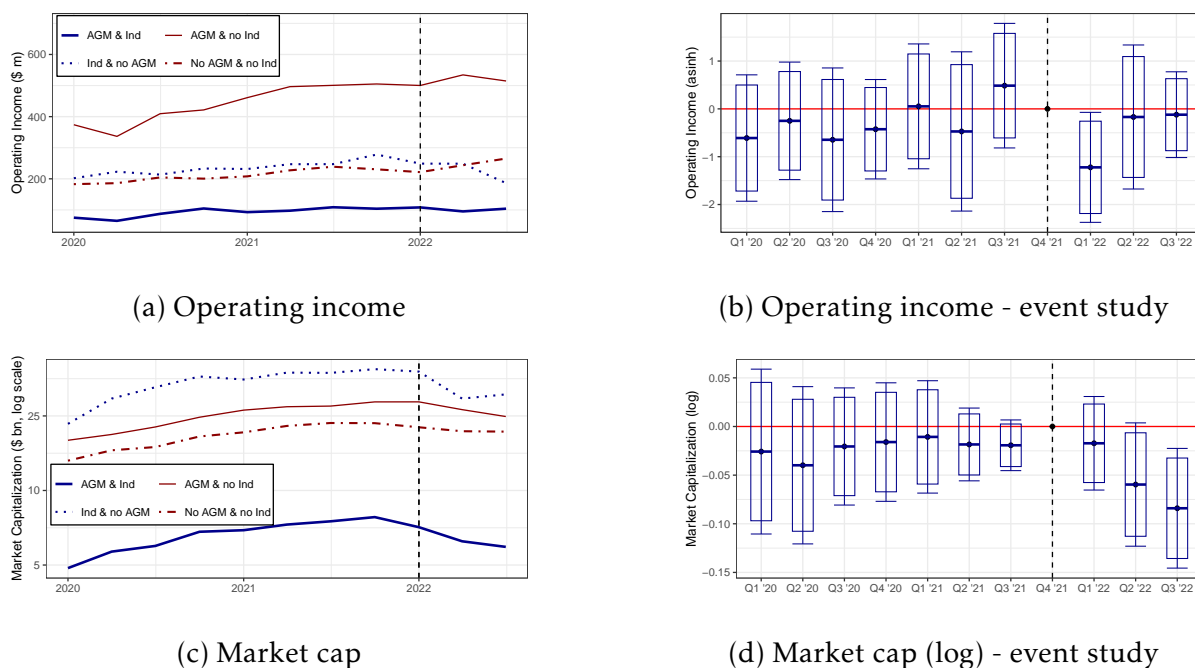 AGM & Ind
AGM & no Ind
Ind & no AGM
No AGM & no Ind
Operating Income ($ m)
600
400
200
2020
2021
2022
(a) Operating income
Operating Income (asinh)
1
0
−1
−2
Q1 '20
Q2 '20
Q3 '20
Q4 '20
Q1 '21
Q2 '21
Q3 '21
Q4 '21
Q1 '22
Q2 '22
Q3 '22
(b) Operating income - event study
Market Capitalization ($ bn, log scale)
25
10
5
AGM & Ind
AGM & no Ind
Ind & no AGM
No AGM & no Ind
2020
2021
2022
(c) Market cap
Market Capitalization (log)
0.05
0.00
−0.05
−0.10
−0.15
Q1 '20
Q2 '20
Q3 '20
Q4 '20
Q1 '21
Q2 '21
Q3 '21
Q4 '21
Q1 '22
Q2 '22
Q3 '22
(d) Market cap (log) - event study